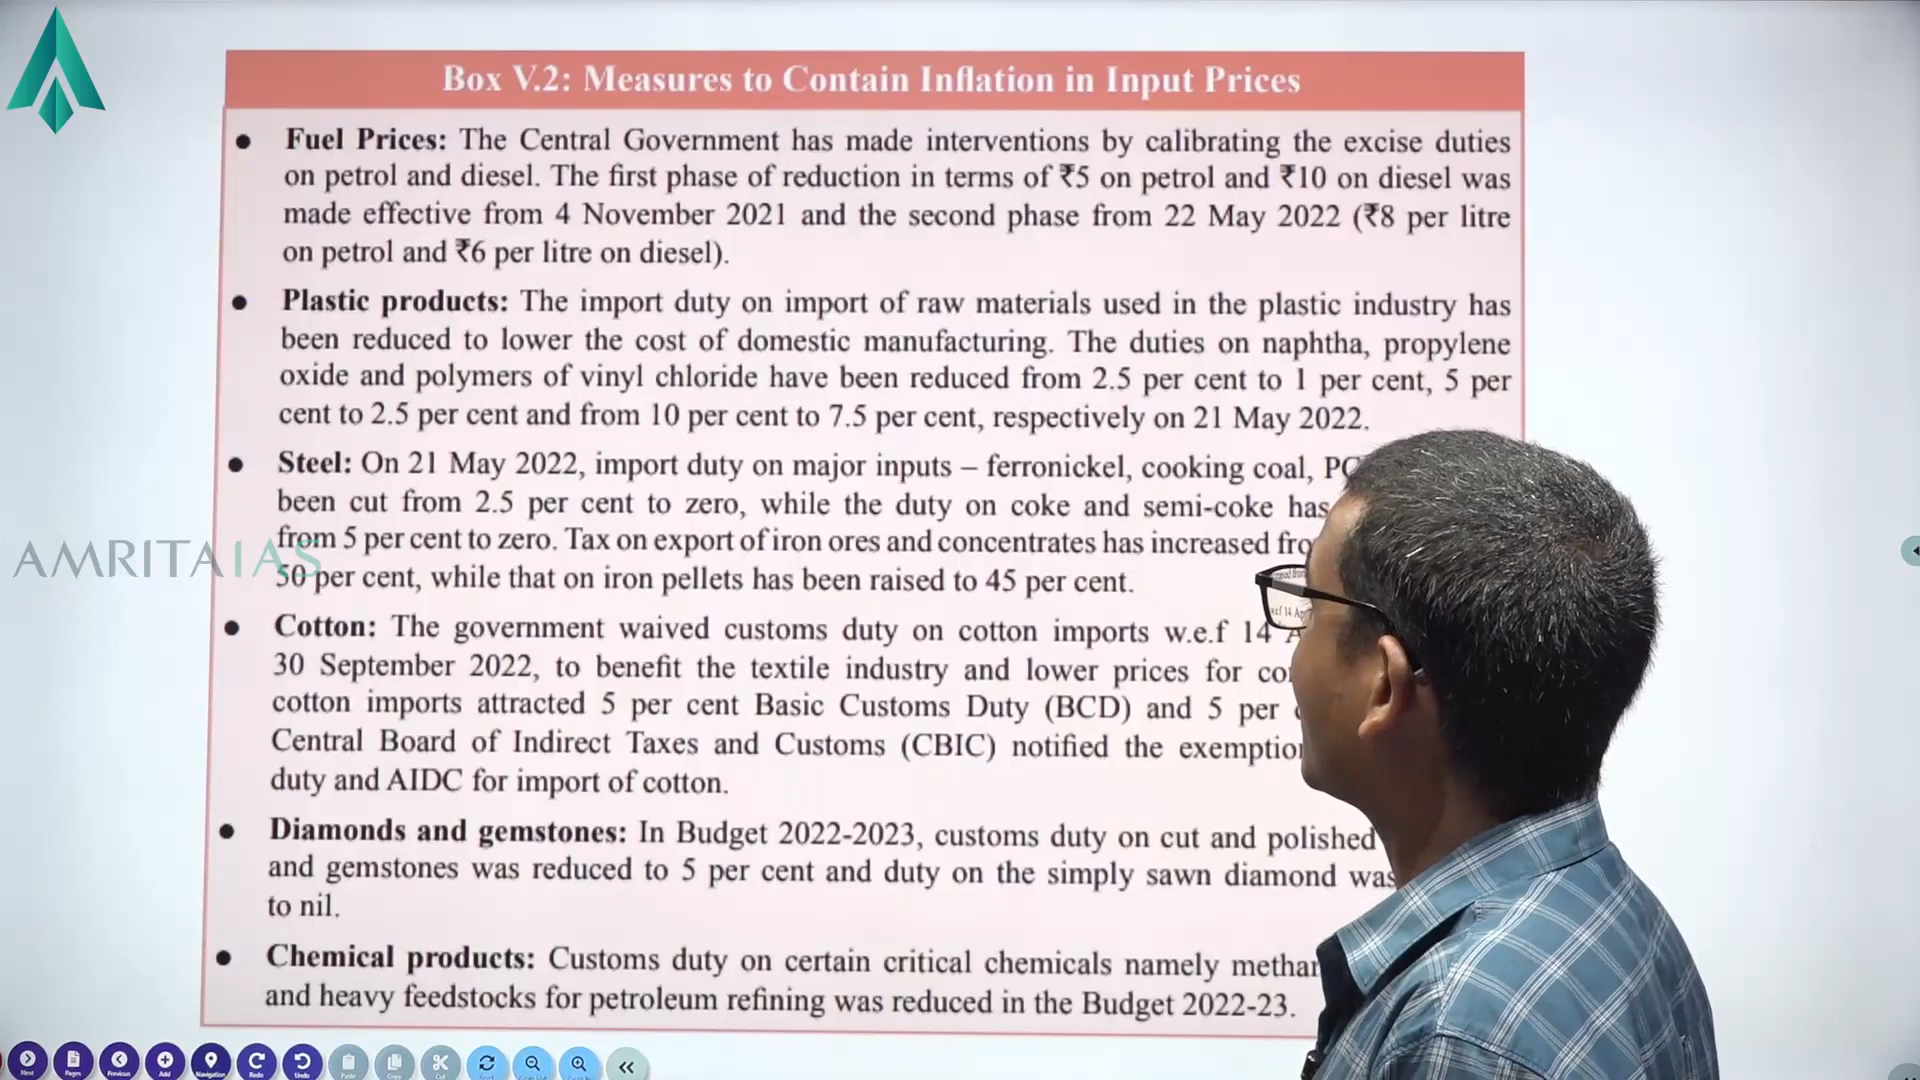 Box V.2: Measures to Contain Inflation in Input Prices
● Fuel Prices: The Central Government has made interventions by calibrating the excise duties
on petrol and diesel. The first phase of reduction in terms of ₹5 on petrol and ₹10 on diesel was
made effective from 4 November 2021 and the second phase from 22 May 2022 (₹8 per litre
on petrol and ₹6 per litre on diesel).
● Plastic products: The import duty on import of raw materials used in the plastic industry has
been reduced to lower the cost of domestic manufacturing. The duties on naphtha, propylene
oxide and polymers of vinyl chloride have been reduced from 2.5 per cent to 1 per cent, 5 per
cent to 2.5 per cent and from 10 per cent to 7.5 per cent, respectively on 21 May 2022.
● Steel: On 21 May 2022, import duty on major inputs – ferronickel, cooking coal,
been cut from 2.5 per cent to zero, while the duty on coke and semi-coke has
from 5 per cent to zero. Tax on export of iron ores and concentrates has increased
50 per cent, while that on iron pellets has been raised to 45 per cent.
AMRITA IAS
● Cotton: The government waived customs duty on cotton imports w.e.f 14
30 September 2022, to benefit the textile industry and lower prices for
cotton imports attracted 5 per cent Basic Customs Duty (BCD) and 5 per
Central Board of Indirect Taxes and Customs (CBIC) notified the
duty and AIDC for import of cotton.
● Diamonds and gemstones: In Budget 2022-2023, customs duty on cut and polished
and gemstones was reduced to 5 per cent and duty on the simply sawn diamond was
to nil.
● Chemical products: Customs duty on certain critical chemicals namely
and heavy feedstocks for petroleum refining was reduced in the Budget 2022-23.
Next Pages Previous Add Navigation Redo Undo Paste Copy Cut